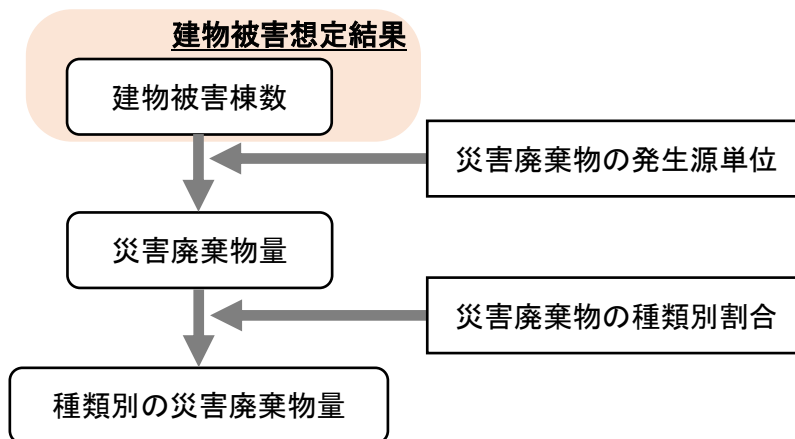 建物被害想定結果
建物被害棟数
災害廃棄物の発生源単位
災害廃棄物量
災害廃棄物の種類別割合
種類別の災害廃棄物量